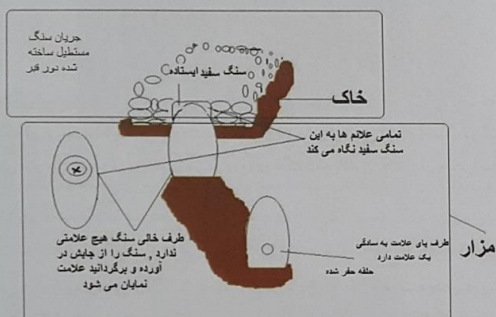 جریان سنگ
مستطیل ساخته
شده دور قبر
سنگ سفید ایستاده
خاک
تمامی علائم ها به این
سنگ سفید نگاه می کند
طرف خالی سنگ هیچ علامتی
ندارد , سنگ را از جایش در
آورده و برگردانید علامت
نمایان می شود
طرف پای علامت به سادگی
یک علامت دارد
حلقه حفر شده
مزار